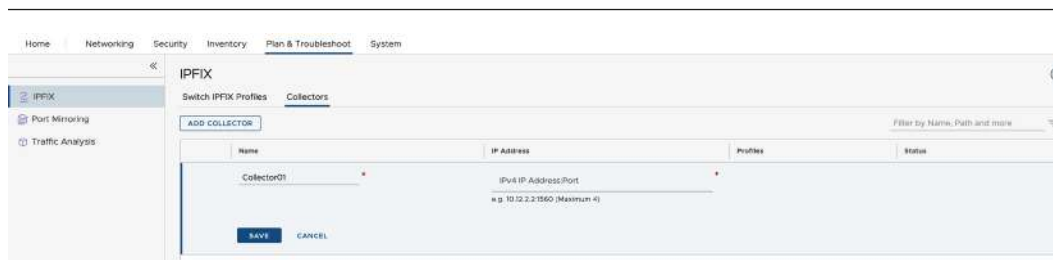 Home Networking Security Inventory Plan & Troubleshoot System
IPFIX
IPFIX
Switch IPFIX Profiles Collectors
Port Mirroring
ADD COLLECTOR Filter by Name, Path and more
Traffic Analysis
Name IP Address Profiles Status
Collector01 * IPv4 IP Address:Port *
e.g. 10.12.2.2:1560 (Maximum 4)
SAVE CANCEL